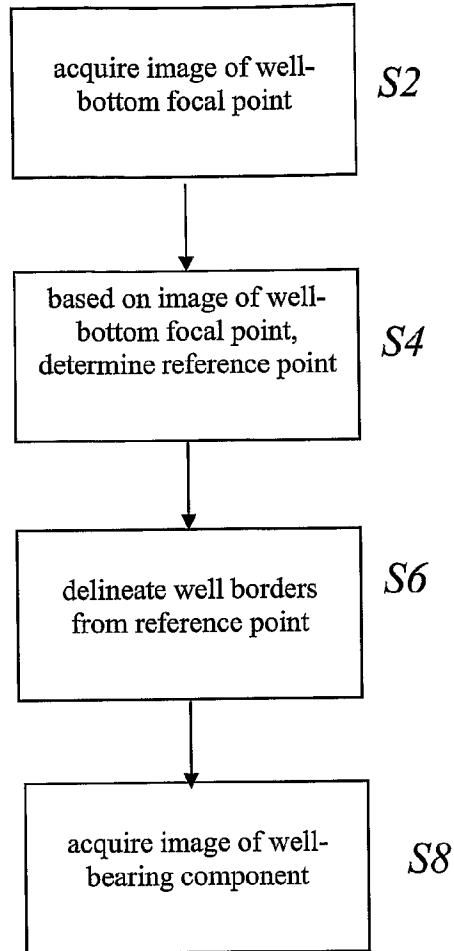 acquire image of well-
bottom focal point
S2
based on image of well-
bottom focal point,
determine reference point
S4
delineate well borders
from reference point
S6
acquire image of well-
bearing component
S8